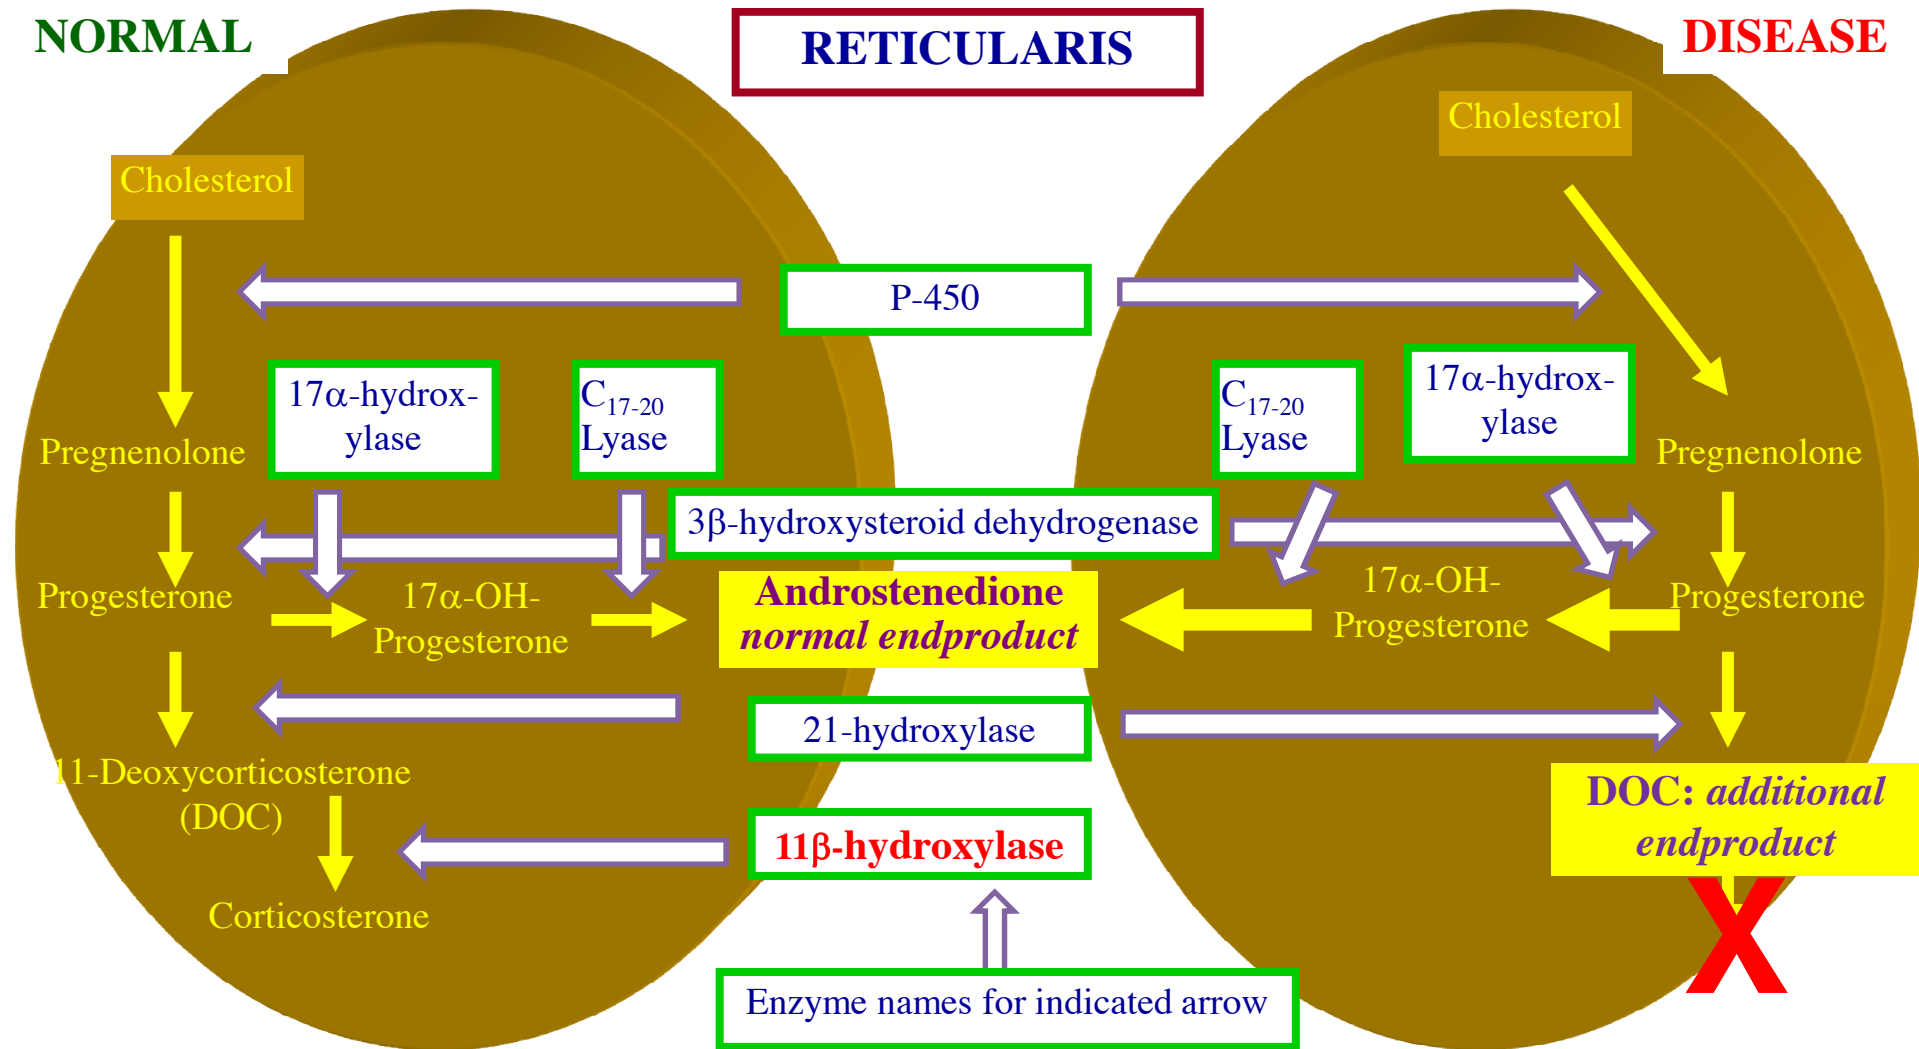 NORMAL
RETICULARIS
DISEASE
Cholesterol
Cholesterol
P-450
17α-hydrox-
ylase
C17-20
Lyase
C17-20
Lyase
17α-hydrox-
ylase
Pregnenolone
Pregnenolone
3β-hydroxysteroid dehydrogenase
Progesterone
17α-OH-
Progesterone
Androstenedione
normal endproduct
17α-OH-
Progesterone
Progesterone
21-hydroxylase
11-Deoxycorticosterone
(DOC)
DOC: additional
endproduct
11β-hydroxylase
Corticosterone
X
Enzyme names for indicated arrow